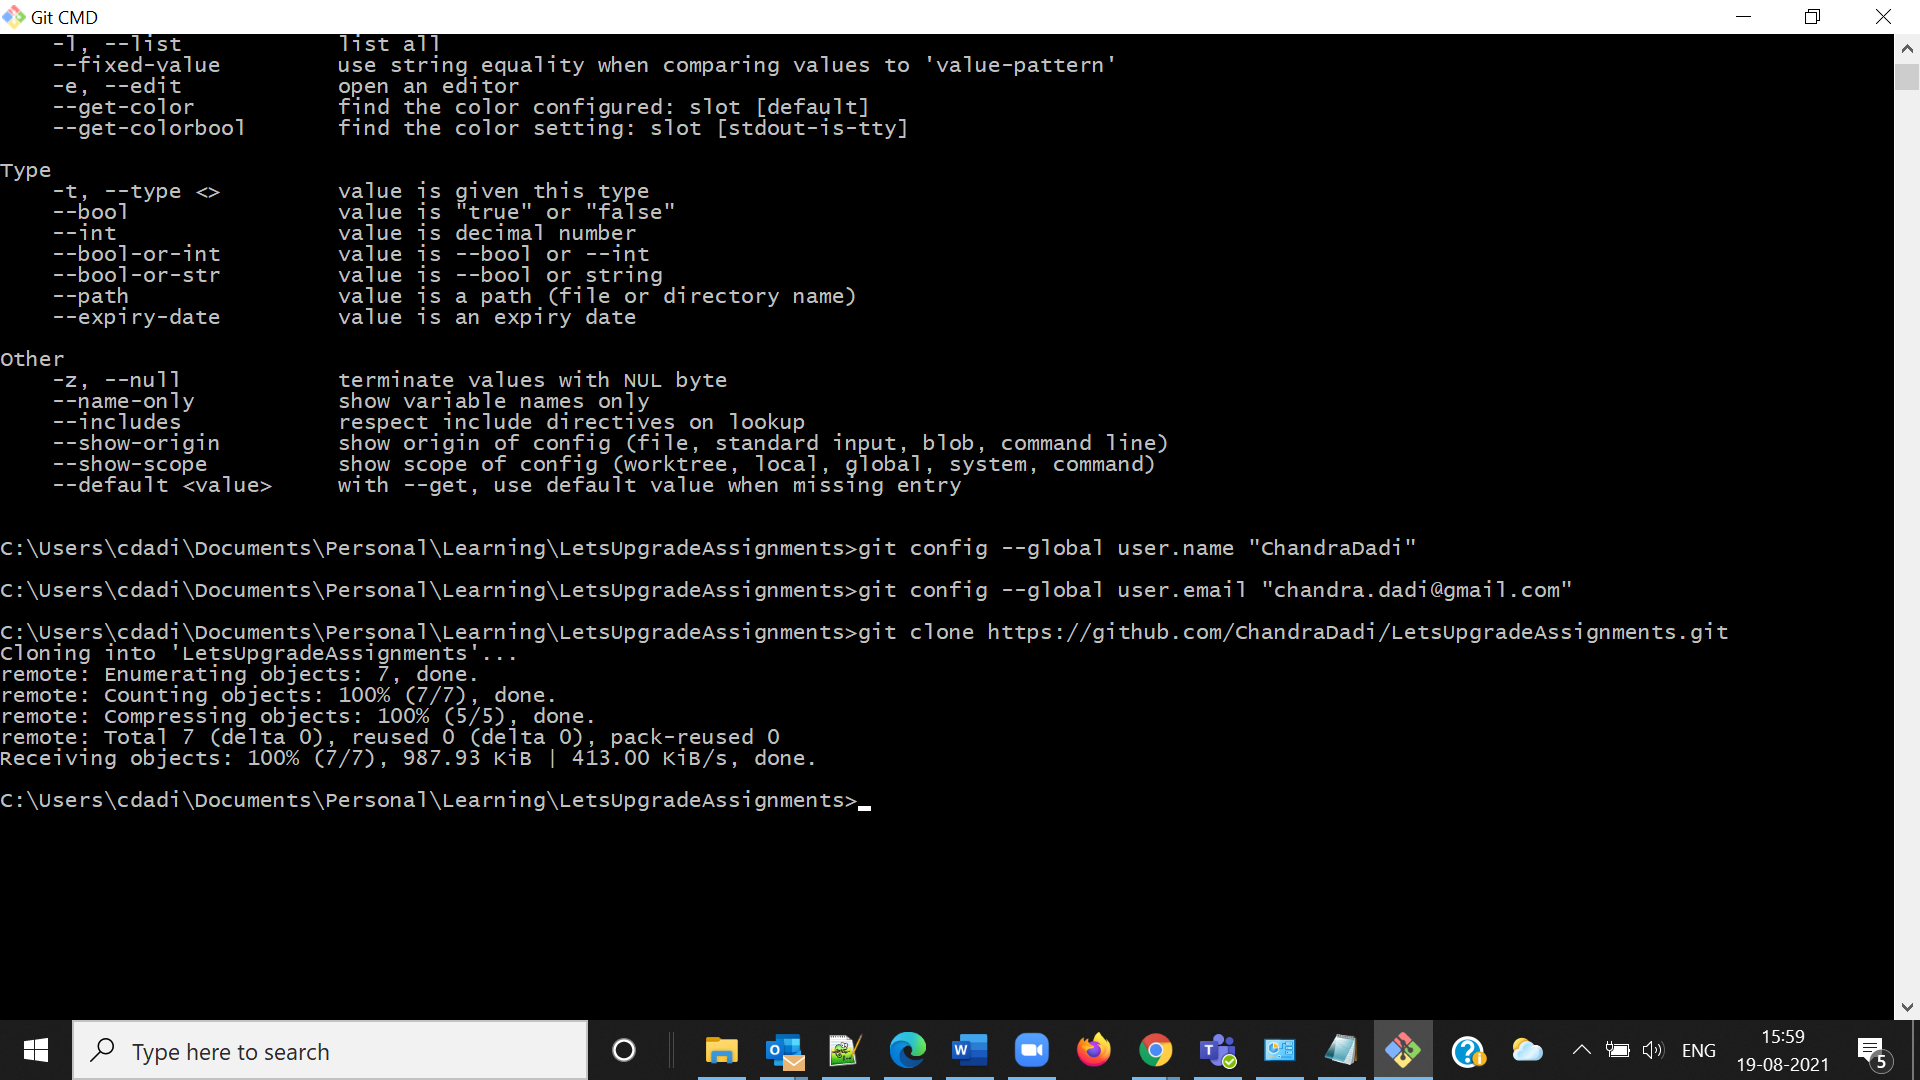 Git CMD
-l, --list list all
--fixed-value use string equality when comparing values to 'value-pattern'
-e, --edit open an editor
--get-color find the color configured: slot [default]
--get-colorbool find the color setting: slot [stdout-is-tty]
Type
-t, --type <> value is given this type
--bool value is "true" or "false"
--int value is decimal number
--bool-or-int value is --bool or --int
--bool-or-str value is --bool or string
--path value is a path (file or directory name)
--expiry-date value is an expiry date
Other
-z, --null terminate values with NUL byte
--name-only show variable names only
--includes respect include directives on lookup
--show-origin show origin of config (file, standard input, blob, command line)
--show-scope show scope of config (worktree, local, global, system, command)
--default <value> with --get, use default value when missing entry
C:\Users\cdadi\Documents\Personal\Learning\LetsUpgradeAssignments>git config --global user.name "ChandraDadi"
C:\Users\cdadi\Documents\Personal\Learning\LetsUpgradeAssignments>git config --global user.email "chandra.dadi@gmail.com"
C:\Users\cdadi\Documents\Personal\Learning\LetsUpgradeAssignments>git clone https://github.com/ChandraDadi/LetsUpgradeAssignments.git
Cloning into 'LetsUpgradeAssignments'...
remote: Enumerating objects: 7, done.
remote: Counting objects: 100% (7/7), done.
remote: Compressing objects: 100% (5/5), done.
remote: Total 7 (delta 0), reused 0 (delta 0), pack-reused 0
Receiving objects: 100% (7/7), 987.93 KiB | 413.00 KiB/s, done.
C:\Users\cdadi\Documents\Personal\Learning\LetsUpgradeAssignments>
Type here to search
ENG
15:59
19-08-2021
5